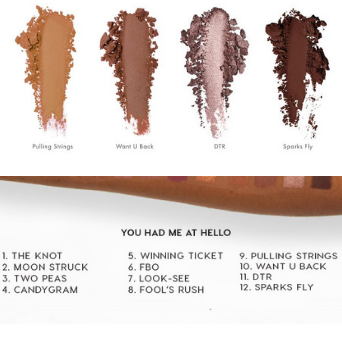 Pulling Strings Want U Back DTR Sparks Fly
YOU HAD ME AT HELLO
1. THE KNOT 5. WINNING TICKET 9. PULLING STRINGS
2. MOON STRUCK 6. FBO 10. WANT U BACK
3. TWO PEAS 7. LOOK-SEE 11. DTR
4. CANDYGRAM 8. FOOL'S RUSH 12. SPARKS FLY